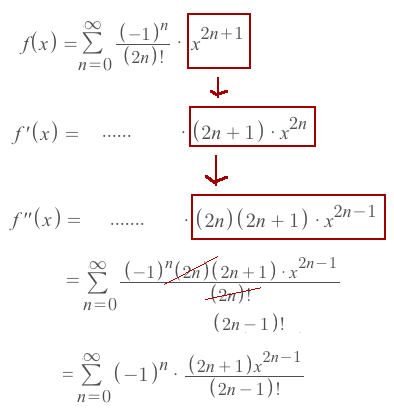 f(x) = ∑_{n=0}^{∞} (-1)^n / (2n)! · x^{2n+1}
f'(x) = ...... · (2n+1) · x^{2n}
f''(x) = ....... · (2n)(2n+1) · x^{2n-1}
= ∑_{n=0}^{∞} (-1)^n (2n)(2n+1) · x^{2n-1} / (2n)!
(2n-1)!
= ∑_{n=0}^{∞} (-1)^n · (2n+1)x^{2n-1} / (2n-1)!